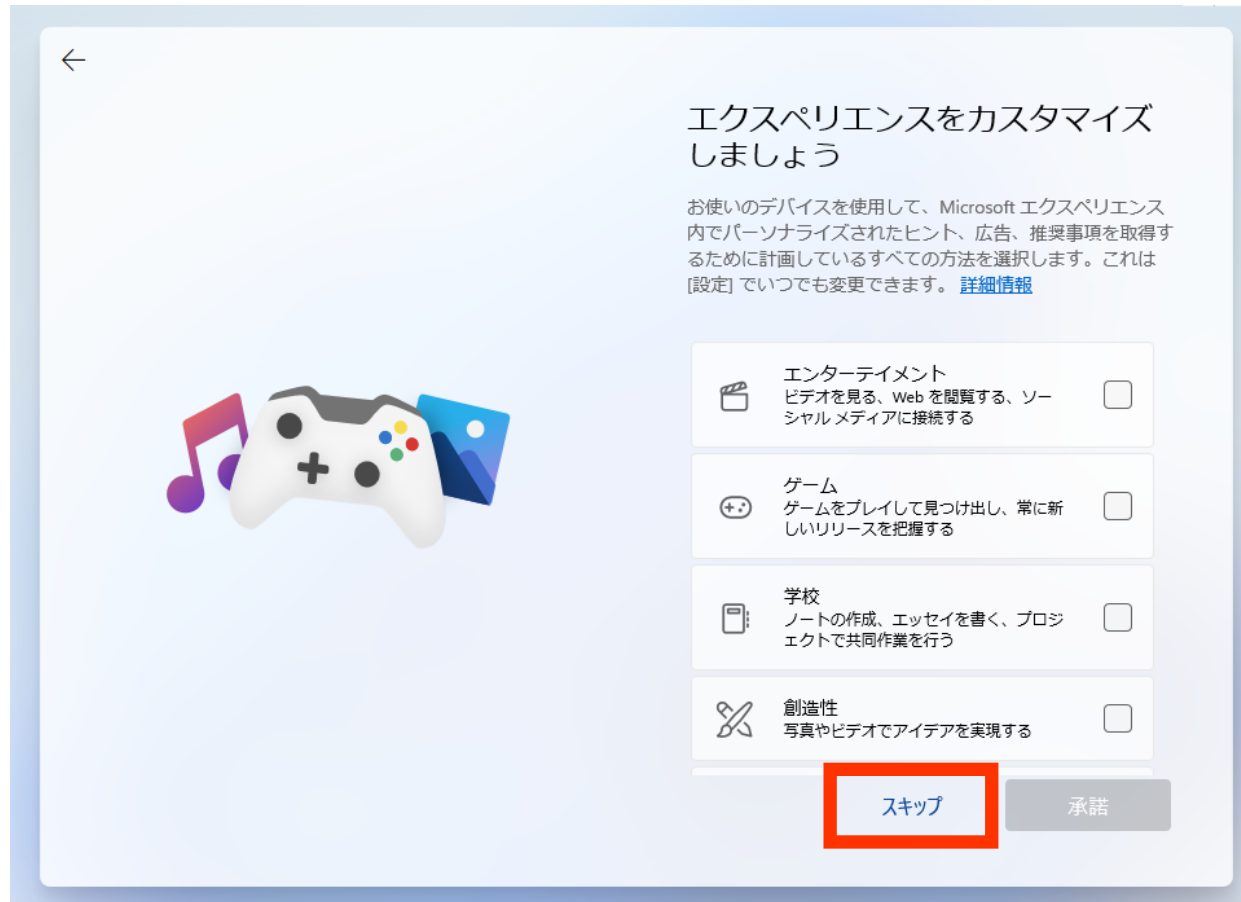 エクスペリエンスをカスタマイズ
しましょう
お使いのデバイスを使用して、Microsoft エクスペリエンス
内でパーソナライズされたヒント、広告、推奨事項を取得す
るために計画しているすべての方法を選択します。これは
[設定] でいつでも変更できます。 詳細情報
エンターテイメント
ビデオを見る、Web を閲覧する、ソー
シャル メディアに接続する
ゲーム
ゲームをプレイして見つけ出し、常に新
しいリリースを把握する
学校
ノートの作成、エッセイを書く、プロジ
ェクトで共同作業を行う
創造性
写真やビデオでアイデアを実現する
スキップ
承諾